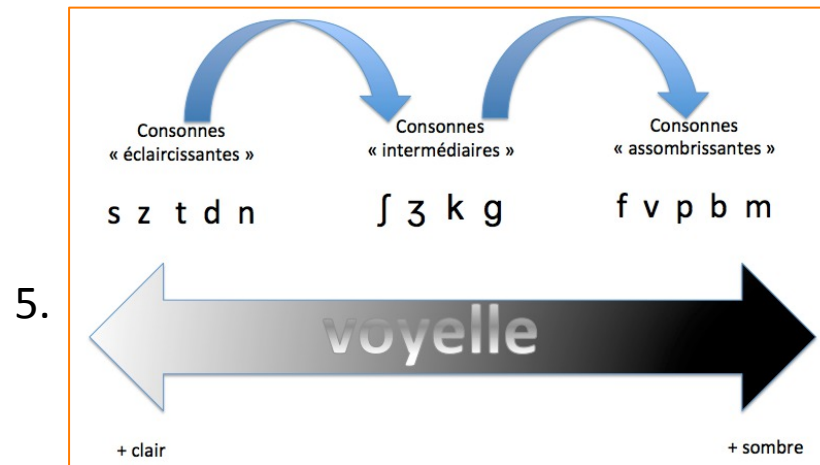 5.
Consonnes
« éclaircissantes »
Consonnes
« intermédiaires »
Consonnes
« assombrissantes »
s z t d n
ʃ ʒ k g
f v p b m
voyelle
+ clair
+ sombre